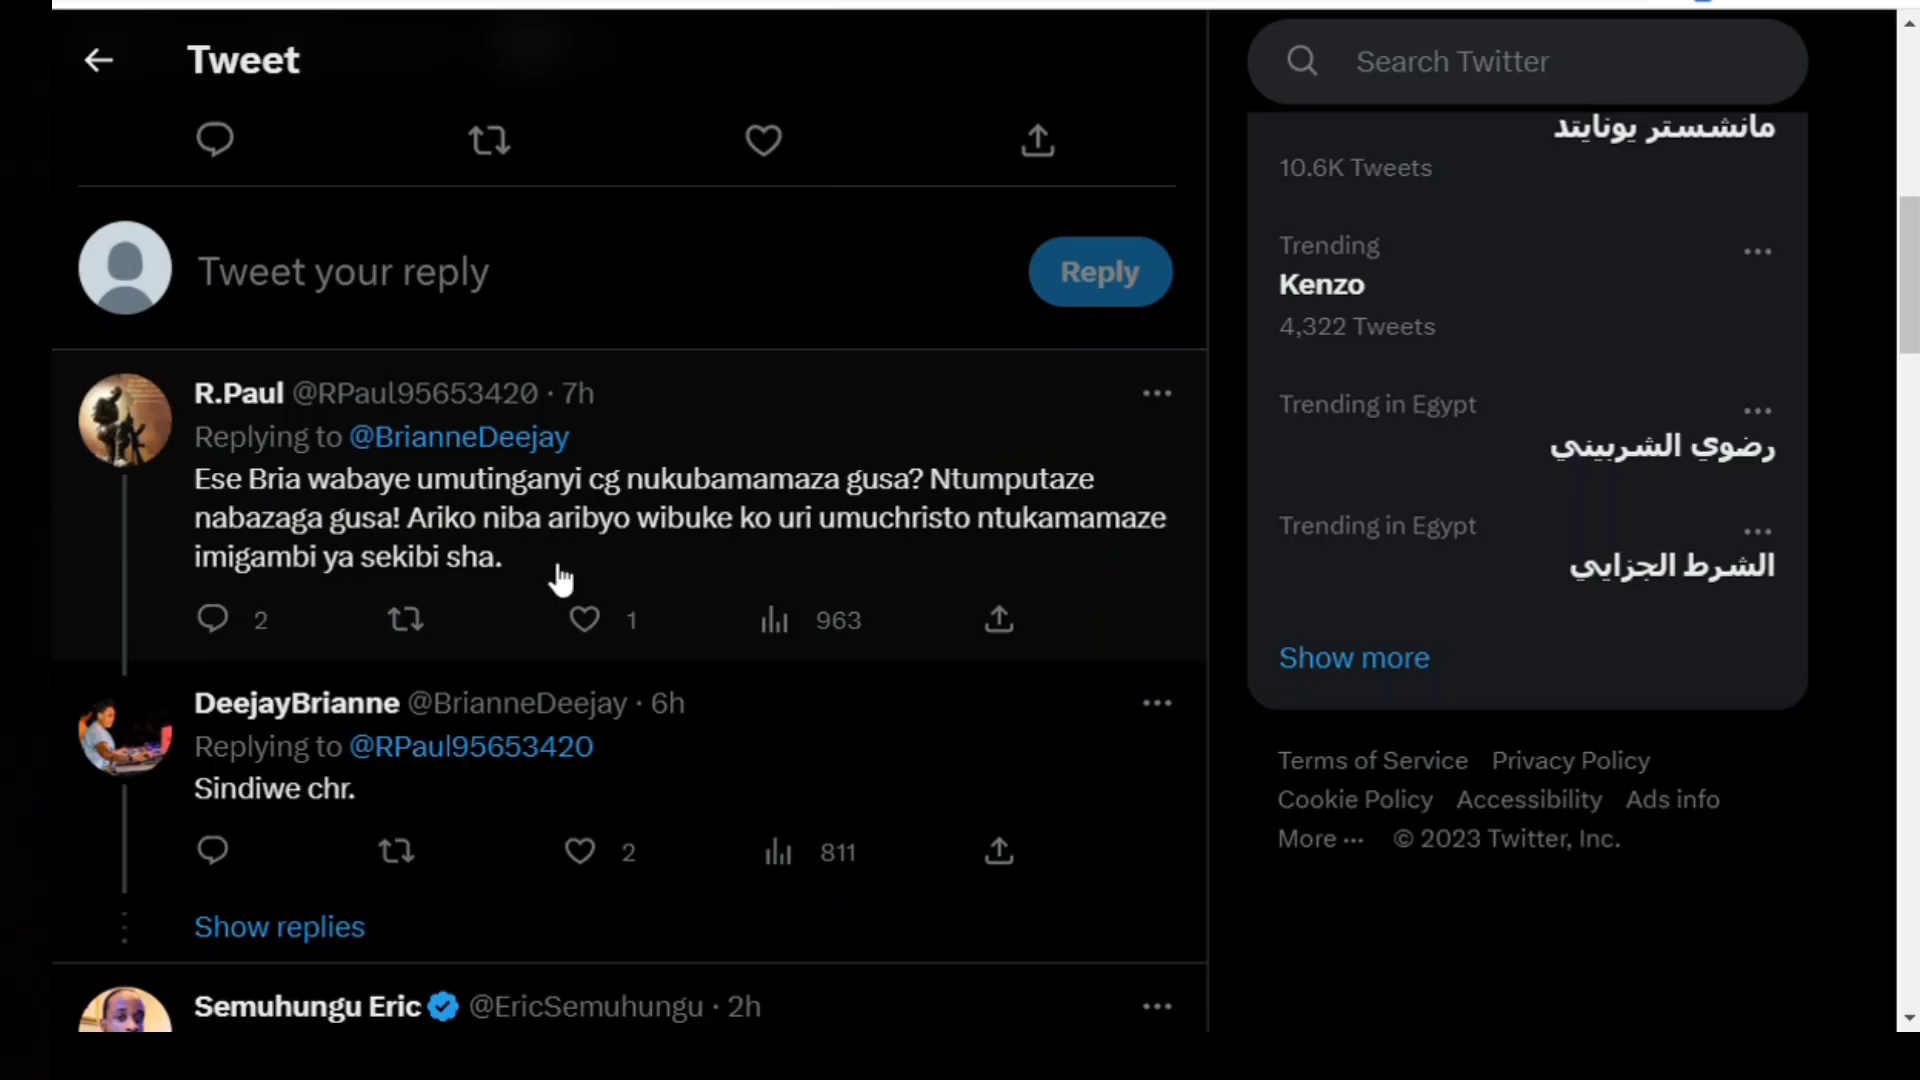 Tweet
Tweet your reply
Reply
R.Paul @RPaul95653420 · 7h
Replying to @BrianneDeejay
Ese Bria wabaye umutinganyi cg nukubamamaza gusa? Ntumputaze
nabazaga gusa! Ariko niba aribyo wibuke ko uri umuchristo ntukamamaze
imigambi ya sekibi sha.
2
1
963
DeejayBrianne @BrianneDeejay · 6h
Replying to @RPaul95653420
Sindiwe chr.
2
811
Show replies
Semuhungu Eric @EricSemuhungu · 2h
Search Twitter
مانشستر يونايتد
10.6K Tweets
Trending
Kenzo
4,322 Tweets
Trending in Egypt
رضوي الشربيني
Trending in Egypt
الشرط الجزايي
Show more
Terms of Service Privacy Policy
Cookie Policy Accessibility Ads info
More ··· © 2023 Twitter, Inc.